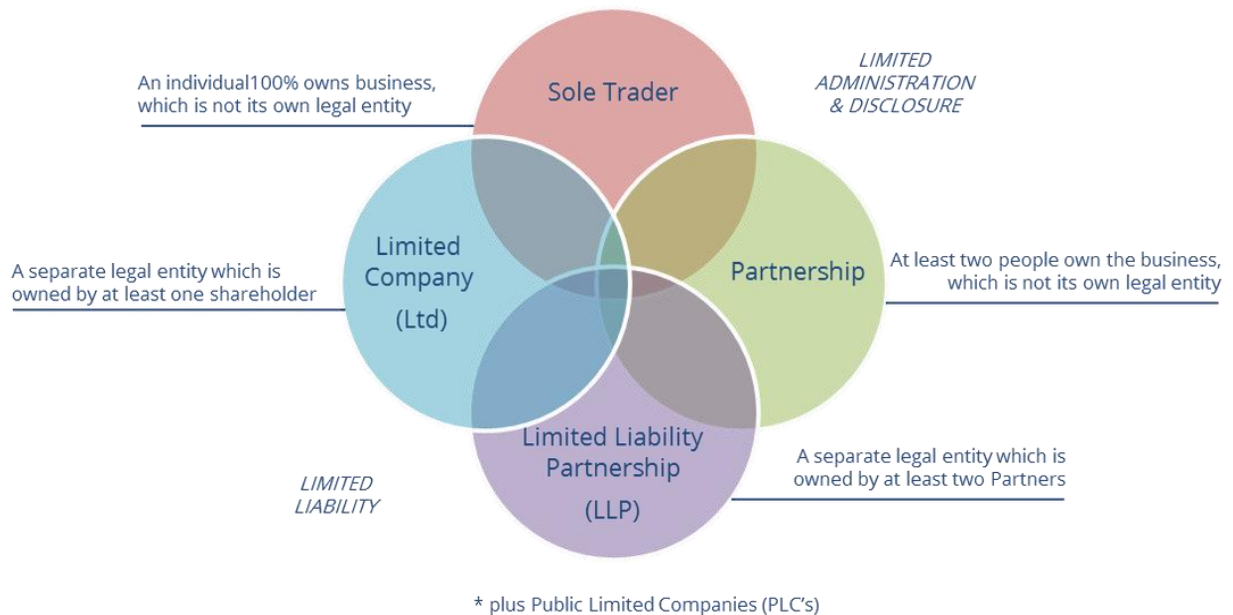 Sole Trader
LIMITED
ADMINISTRATION
& DISCLOSURE
An individual100% owns business,
which is not its own legal entity
Limited
Company
(Ltd)
Partnership
A separate legal entity which is
owned by at least one shareholder
At least two people own the business,
which is not its own legal entity
Limited Liability
Partnership
(LLP)
A separate legal entity which is
owned by at least two Partners
LIMITED
LIABILITY
* plus Public Limited Companies (PLC's)